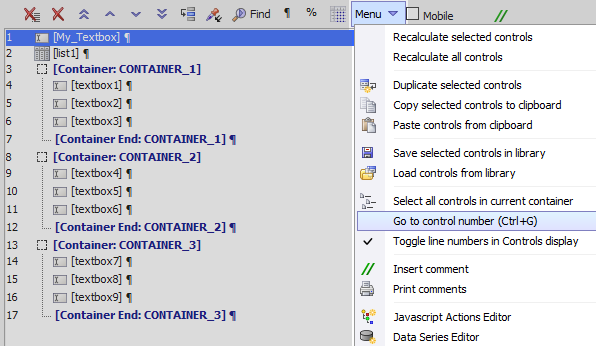 Find ¶ % Menu Mobile
1 [My_Textbox] ¶
2 [list1] ¶
3 [Container: CONTAINER_1]
4 [textbox1] ¶
5 [textbox2] ¶
6 [textbox3] ¶
7 [Container End: CONTAINER_1] ¶
8 [Container: CONTAINER_2]
9 [textbox4] ¶
10 [textbox5] ¶
11 [textbox6] ¶
12 [Container End: CONTAINER_2] ¶
13 [Container: CONTAINER_3]
14 [textbox7] ¶
15 [textbox8] ¶
16 [textbox9] ¶
17 [Container End: CONTAINER_3] ¶
Recalculate selected controls
Recalculate all controls
Duplicate selected controls
Copy selected controls to clipboard
Paste controls from clipboard
Save selected controls in library
Load controls from library
Select all controls in current container
Go to control number (Ctrl+G)
Toggle line numbers in Controls display
Insert comment
Print comments
Javascript Actions Editor
Data Series Editor